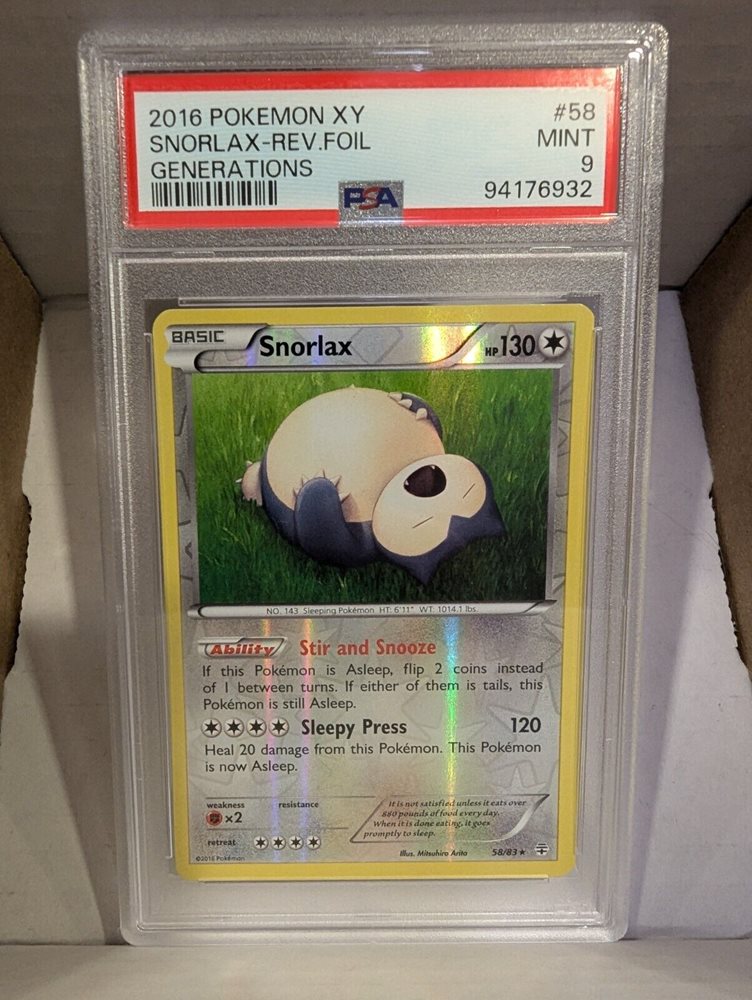 2016 POKEMON XY #58
SNORLAX-REV.FOIL MINT
GENERATIONS 9
PSA 94176932
BASIC Snorlax HP130
NO. 143 Sleeping Pokémon HT: 6'11" WT: 1014.1 lbs.
Ability Stir and Snooze
If this Pokémon is Asleep, flip 2 coins instead
of 1 between turns. If either of them is tails, this
Pokémon is still Asleep.
Sleepy Press 120
Heal 20 damage from this Pokémon. This Pokémon
is now Asleep.
weakness resistance
×2
retreat
It is not satisfied unless it eats over
880 pounds of food every day.
When it is done eating, it goes
promptly to sleep.
Illus. Mitsuhiro Arita 58/83 ★
©2016 Pokémon